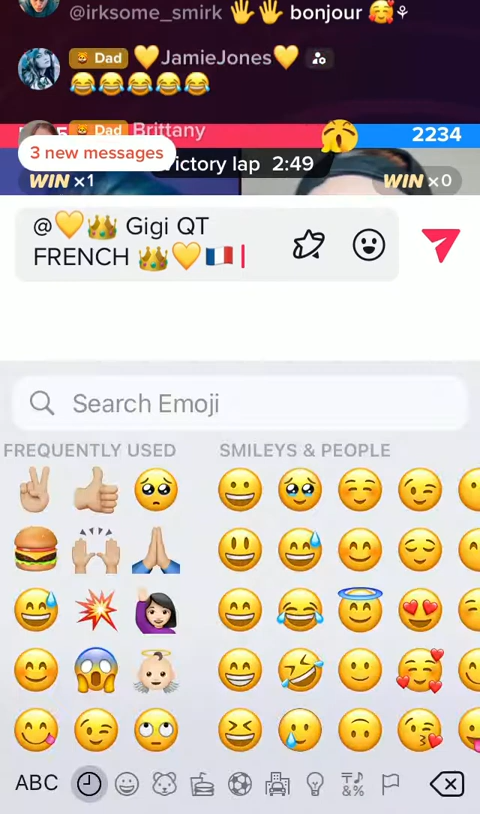 @irksome_smirk 🖐🖐 bonjour 🥰⚘
Dad 💛JamieJones💛
😂😂😂😂😂
Dad Brittany
2234
3 new messages
ictory lap 2:49
WIN ×1
WIN ×0
@💛👑 Gigi QT
FRENCH 👑💛🇫🇷
Search Emoji
FREQUENTLY USED
SMILEYS & PEOPLE
ABC